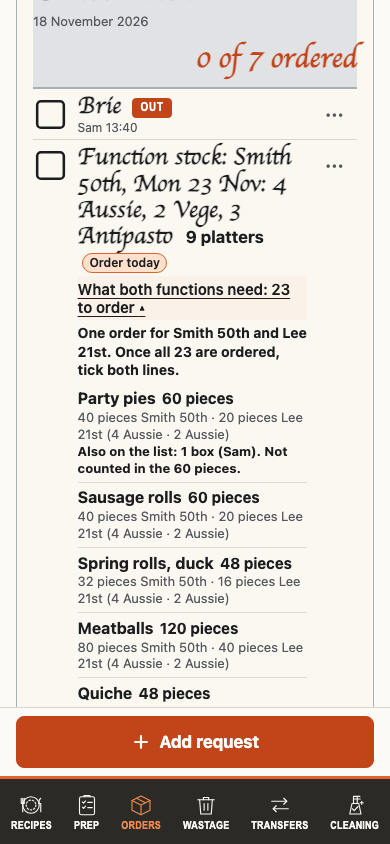 18 November 2026
0 of 7 ordered
Brie OUT
Sam 13:40
Function stock: Smith
50th, Mon 23 Nov: 4
Aussie, 2 Vege, 3
Antipasto 9 platters
Order today
What both functions need: 23
to order ▴
One order for Smith 50th and Lee
21st. Once all 23 are ordered,
tick both lines.
Party pies 60 pieces
40 pieces Smith 50th · 20 pieces Lee
21st (4 Aussie · 2 Aussie)
Also on the list: 1 box (Sam). Not
counted in the 60 pieces.
Sausage rolls 60 pieces
40 pieces Smith 50th · 20 pieces Lee
21st (4 Aussie · 2 Aussie)
Spring rolls, duck 48 pieces
32 pieces Smith 50th · 16 pieces Lee
21st (4 Aussie · 2 Aussie)
Meatballs 120 pieces
80 pieces Smith 50th · 40 pieces Lee
21st (4 Aussie · 2 Aussie)
Quiche 48 pieces
+ Add request
RECIPES PREP ORDERS WASTAGE TRANSFERS CLEANING